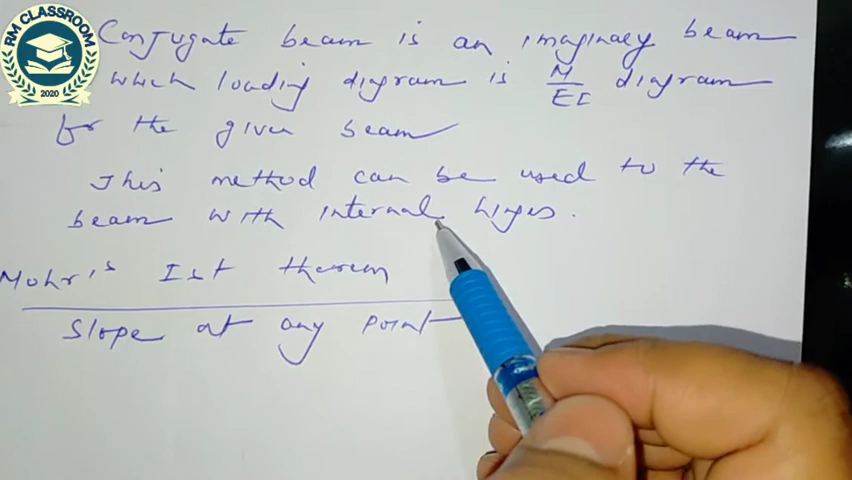 RM CLASSROOM
2020
Conjugate beam is an imaginary beam
which loading diagram is M/EI diagram
for the given beam
This method can be used to the
beam with internal hinges.
Mohr's Ist theorem
Slope at any point